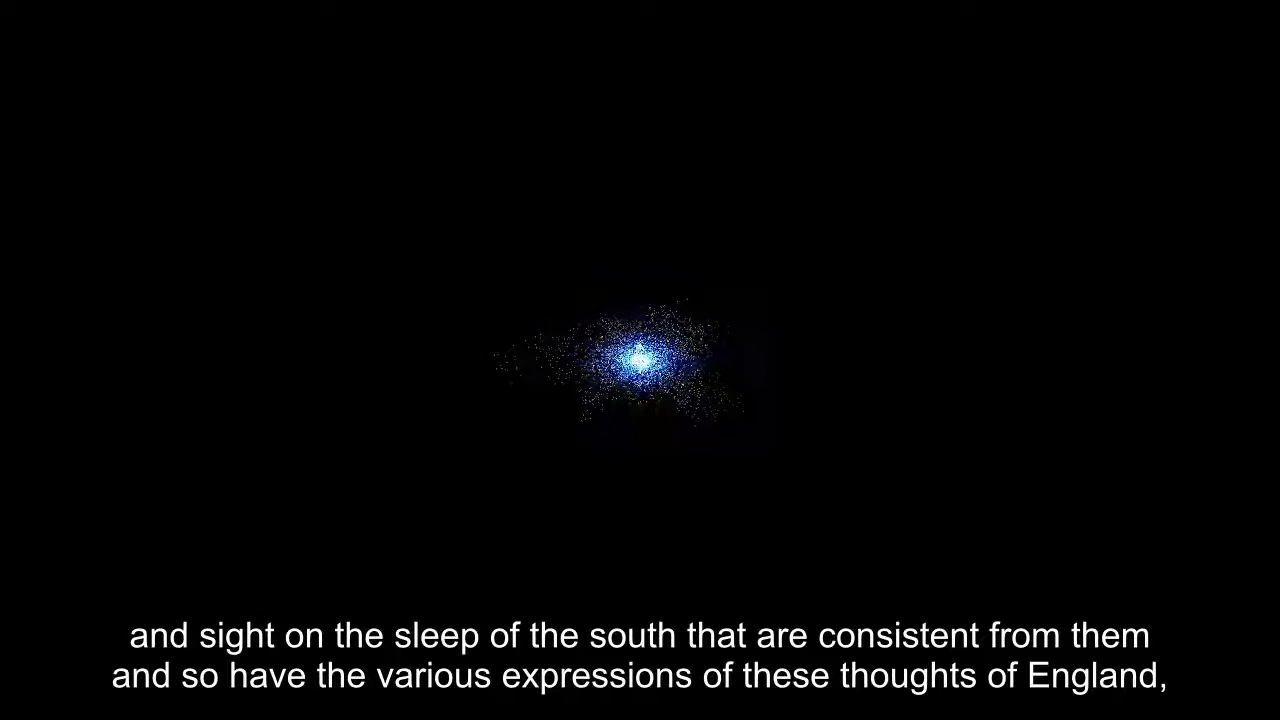 and sight on the sleep of the south that are consistent from them
and so have the various expressions of these thoughts of England,